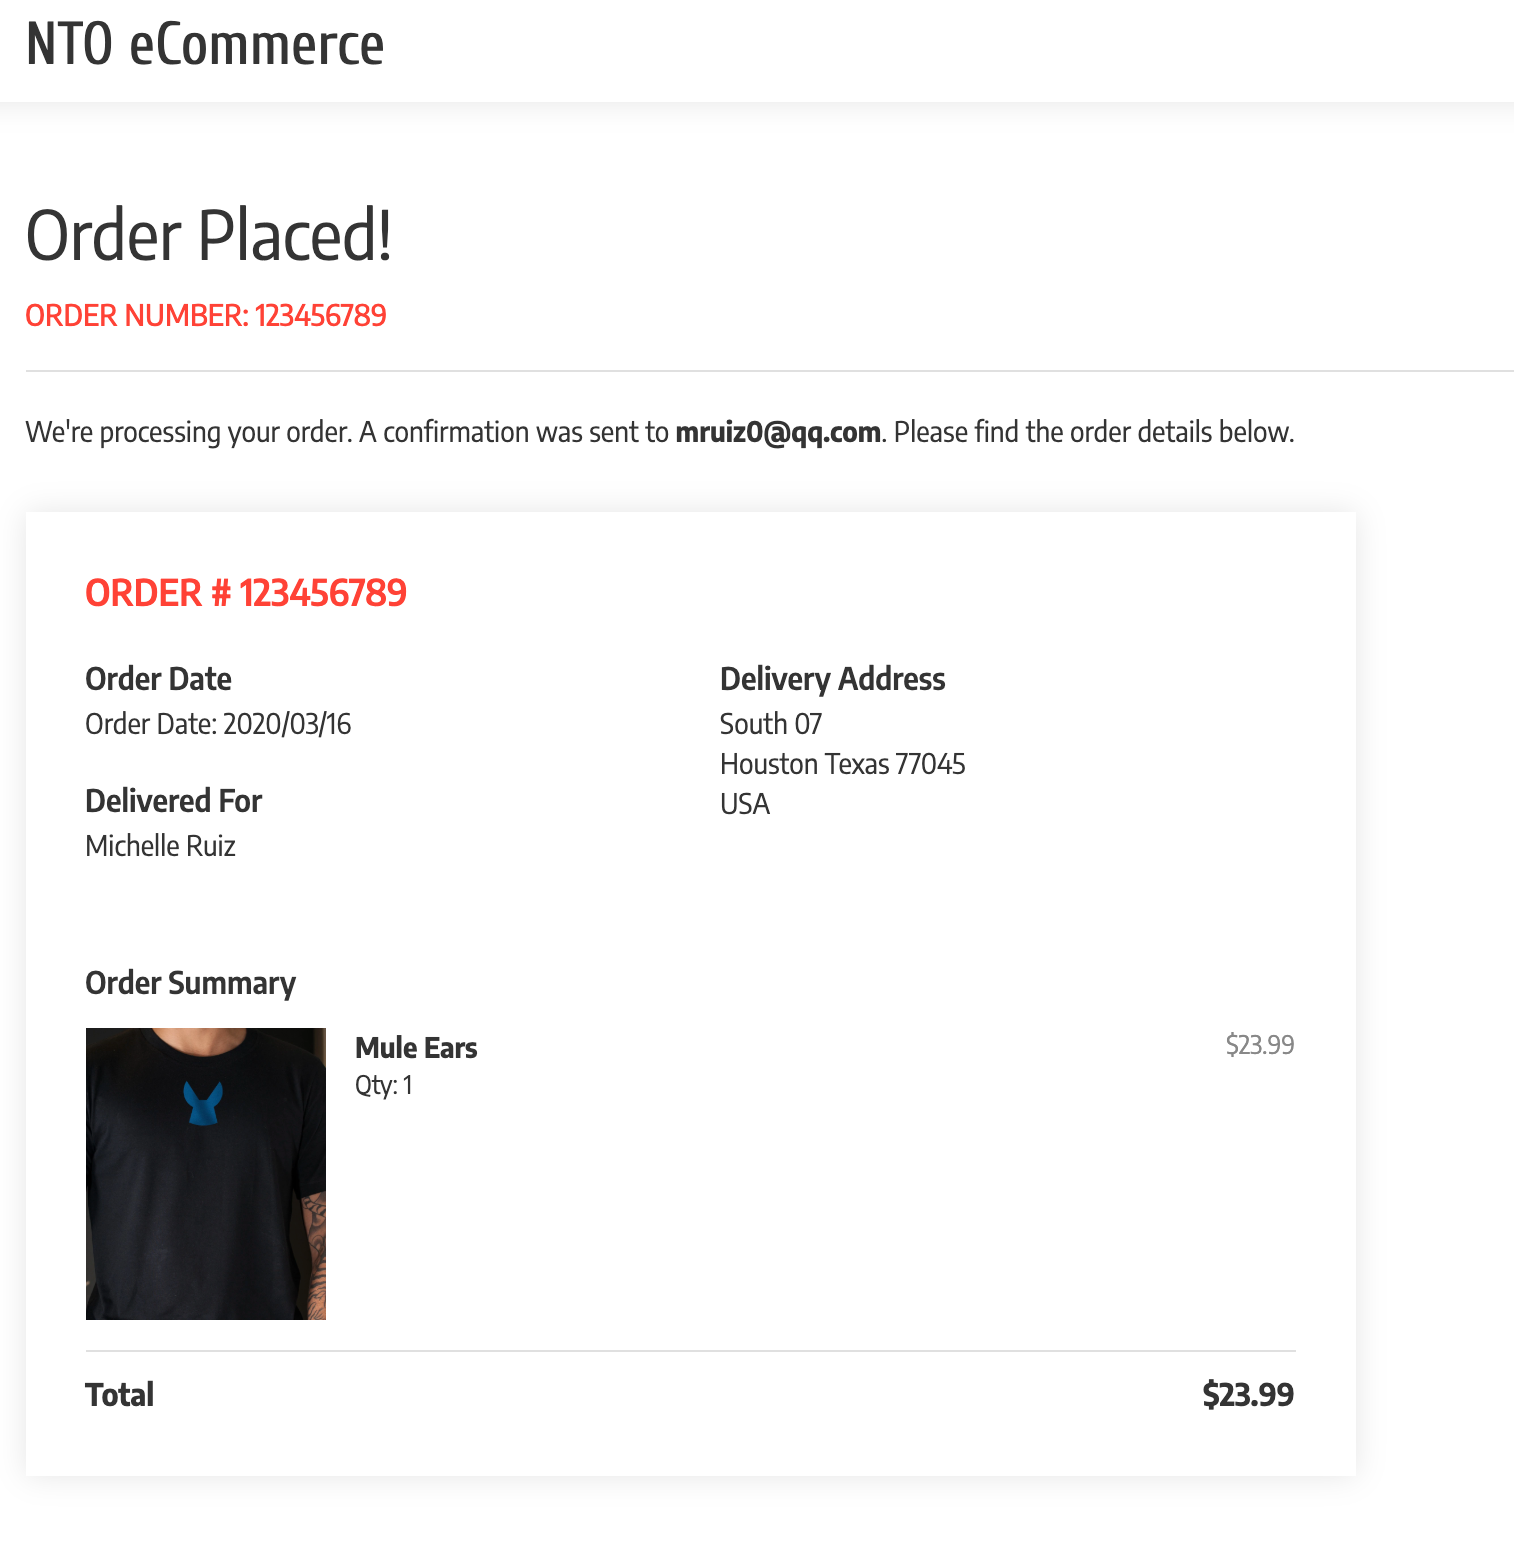 NTO eCommerce
Order Placed!
ORDER NUMBER: 123456789
We're processing your order. A confirmation was sent to mruiz0@qq.com. Please find the order details below.
ORDER # 123456789
Order Date
Order Date: 2020/03/16
Delivered For
Michelle Ruiz
Delivery Address
South 07
Houston Texas 77045
USA
Order Summary
Mule Ears
$23.99
Qty: 1
Total
$23.99